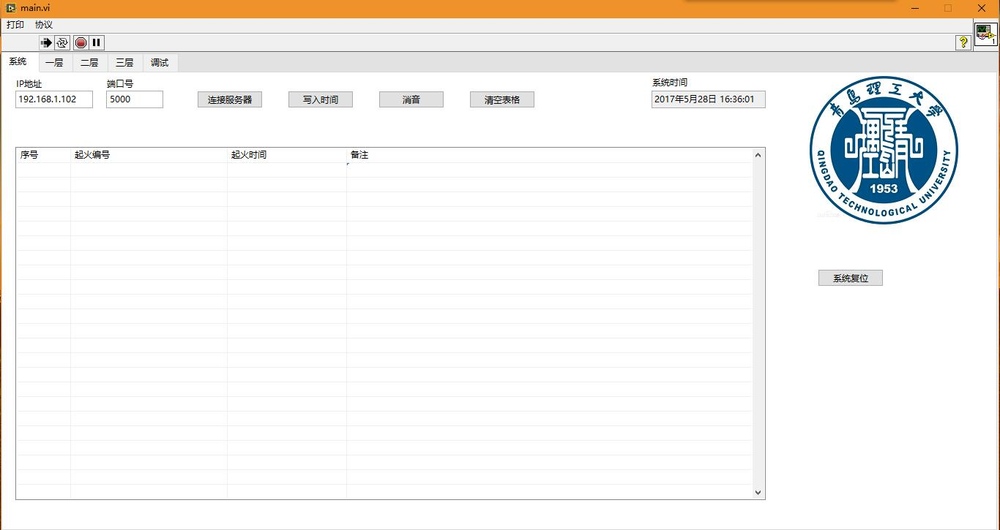 main.vi
打印 协议
?
1
系统 一层 二层 三层 调试
IP地址 端口号 系统时间
192.168.1.102 5000 连接服务器 写入时间 消音 清空表格 2017年5月28日 16:36:01
青岛理工大学
1953
QINGDAO TECHNOLOGICAL UNIVERSITY
序号 起火编号 起火时间 备注
系统复位